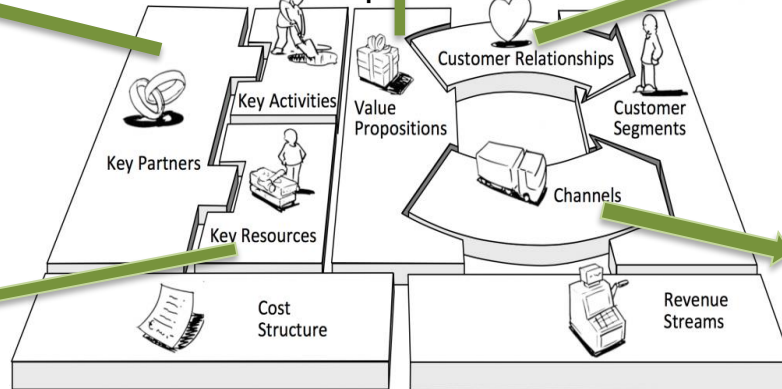 Customer Relationships
Key Activities
Value
Propositions
Customer
Segments
Key Partners
Channels
Key Resources
Cost
Structure
Revenue
Streams